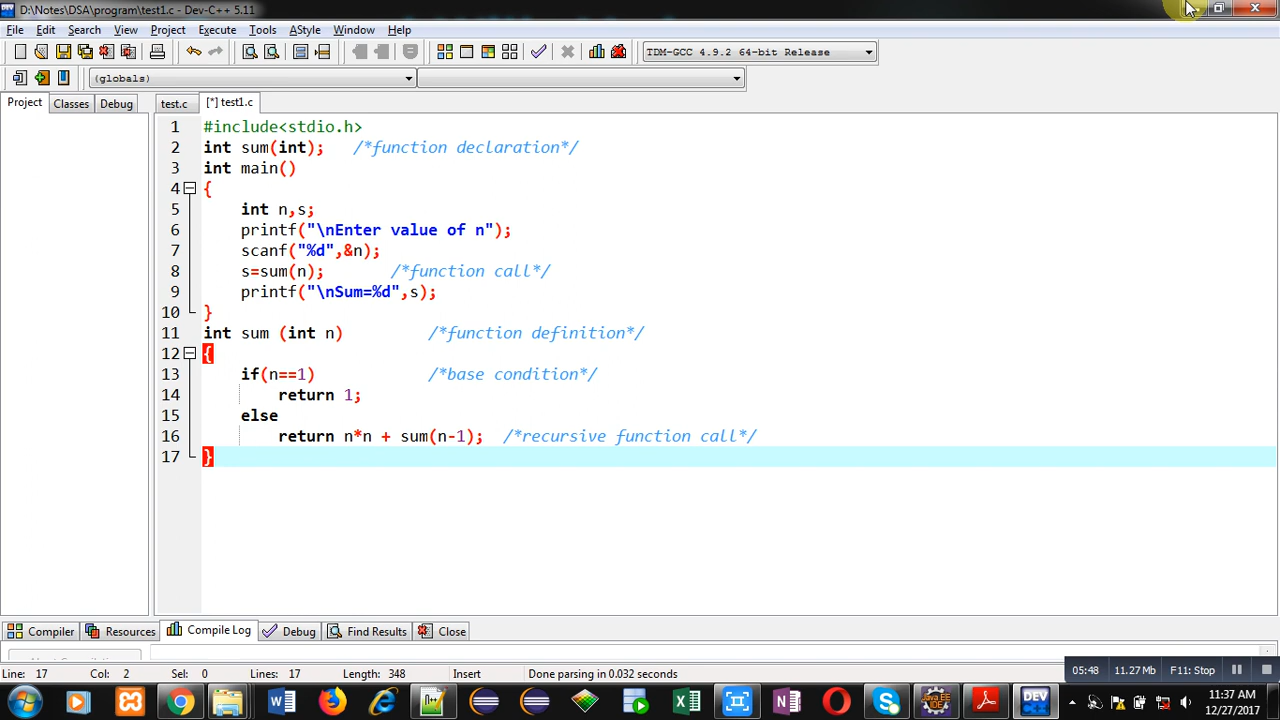 D:\Notes\DSA\program\test1.c - Dev-C++ 5.11
File Edit Search View Project Execute Tools AStyle Window Help
TDM-GCC 4.9.2 64-bit Release
(globals)
Project Classes Debug test.c [*] test1.c
1 #include<stdio.h>
2 int sum(int); /*function declaration*/
3 int main()
4 {
5 int n,s;
6 printf("\nEnter value of n");
7 scanf("%d",&n);
8 s=sum(n); /*function call*/
9 printf("\nSum=%d",s);
10 }
11 int sum (int n) /*function definition*/
12 {
13 if(n==1) /*base condition*/
14 return 1;
15 else
16 return n*n + sum(n-1); /*recursive function call*/
17 }
Compiler Resources Compile Log Debug Find Results Close
Line: 17 Col: 2 Sel: 0 Lines: 17 Length: 348 Insert Done parsing in 0.032 seconds
05:48 11.27 Mb F11: Stop
DEV
11:37 AM
12/27/2017